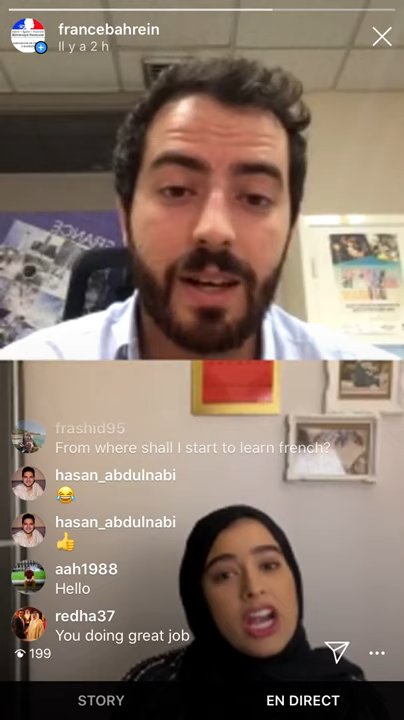 francebahrein
Il y a 2 h
frashid95
From where shall I start to learn french?
hasan_abdulnabi
😂
hasan_abdulnabi
👍
aah1988
Hello
redha37
You doing great job
199
STORY
EN DIRECT